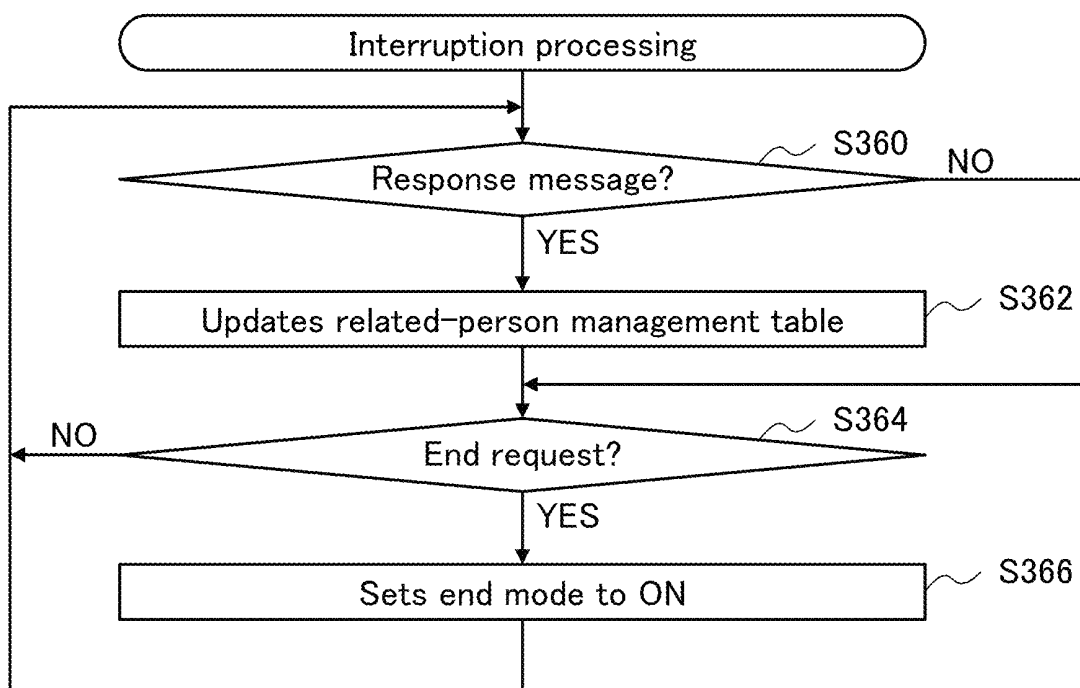 Interruption processing
S360
Response message?
NO
YES
S362
Updates related-person management table
S364
NO
End request?
YES
S366
Sets end mode to ON